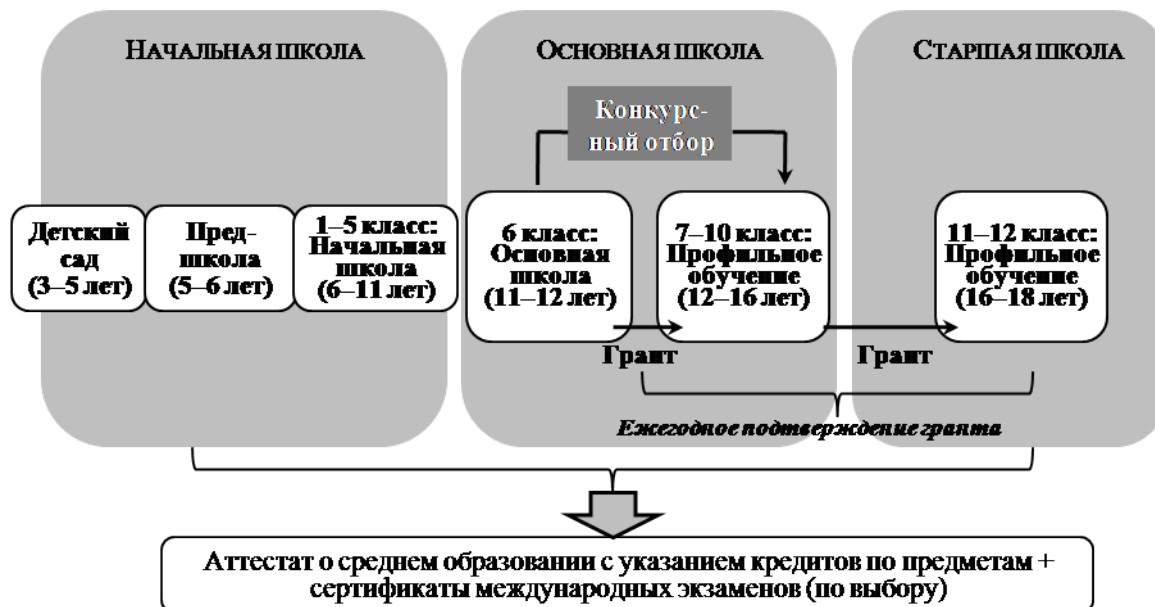 НАЧАЛЬНАЯ ШКОЛА
ОСНОВНАЯ ШКОЛА
СТАРШАЯ ШКОЛА
Конкурс-
ный отбор
Детский
сад
(3–5 лет)
Пред-
школа
(5–6 лет)
1–5 класс:
Начальная
школа
(6–11 лет)
6 класс:
Основная
школа
(11–12 лет)
7–10 класс:
Профильное
обучение
(12–16 лет)
11–12 класс:
Профильное
обучение
(16–18 лет)
Грант
Грант
Ежегодное подтверждение гранта
Аттестат о среднем образовании с указанием кредитов по предметам +
сертификаты международных экзаменов (по выбору)